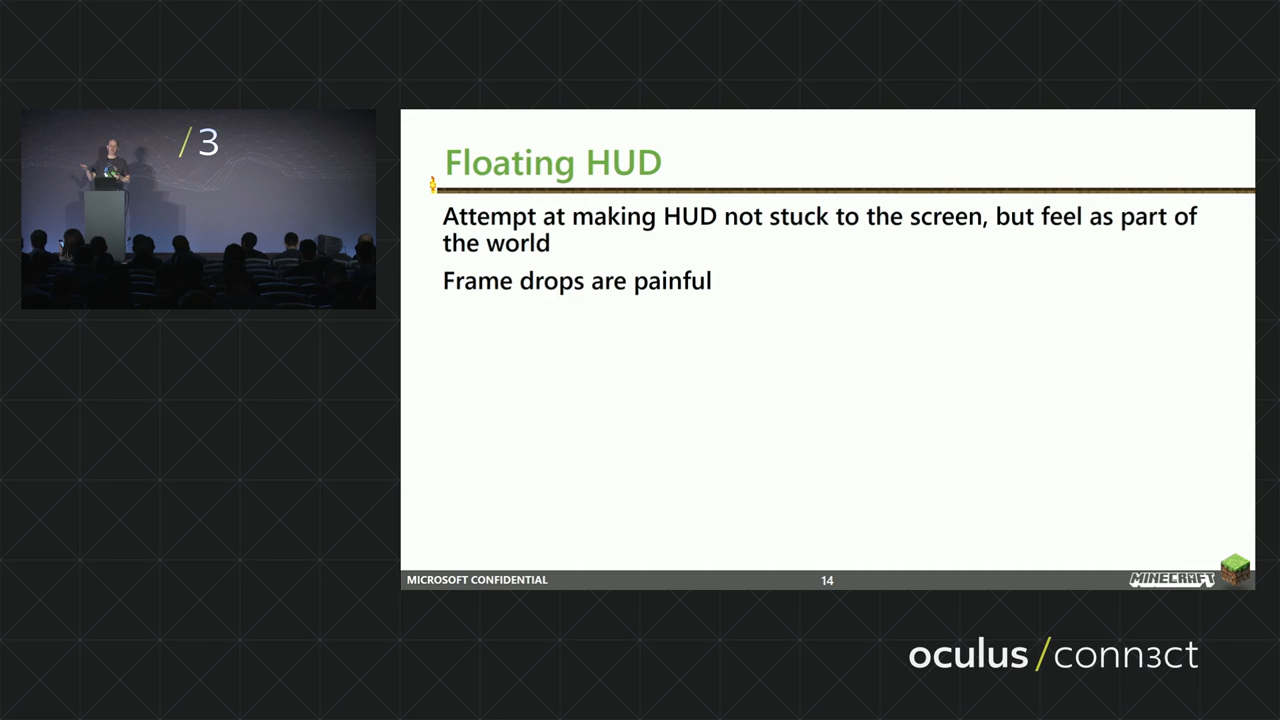 /3
Floating HUD
Attempt at making HUD not stuck to the screen, but feel as part of
the world
Frame drops are painful
MICROSOFT CONFIDENTIAL
14
MINECRAFT
oculus/conn3ct